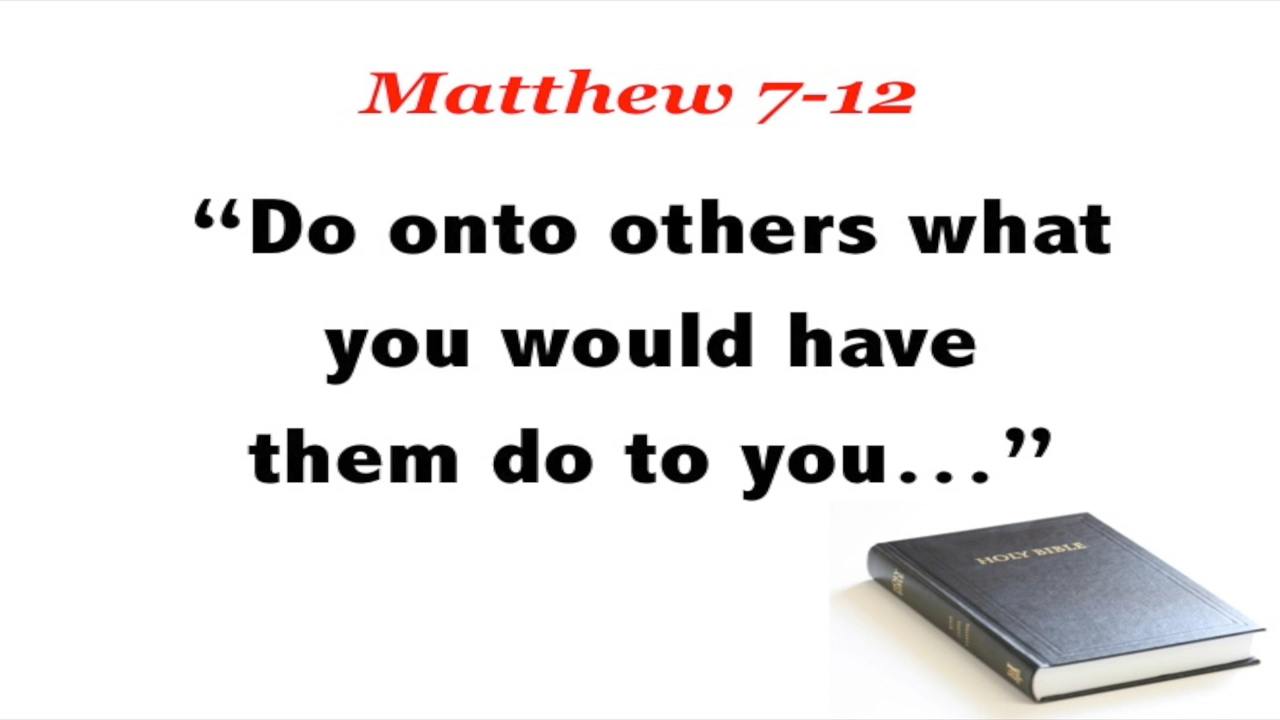 Matthew 7-12
“Do onto others what
you would have
them do to you…”
HOLY BIBLE